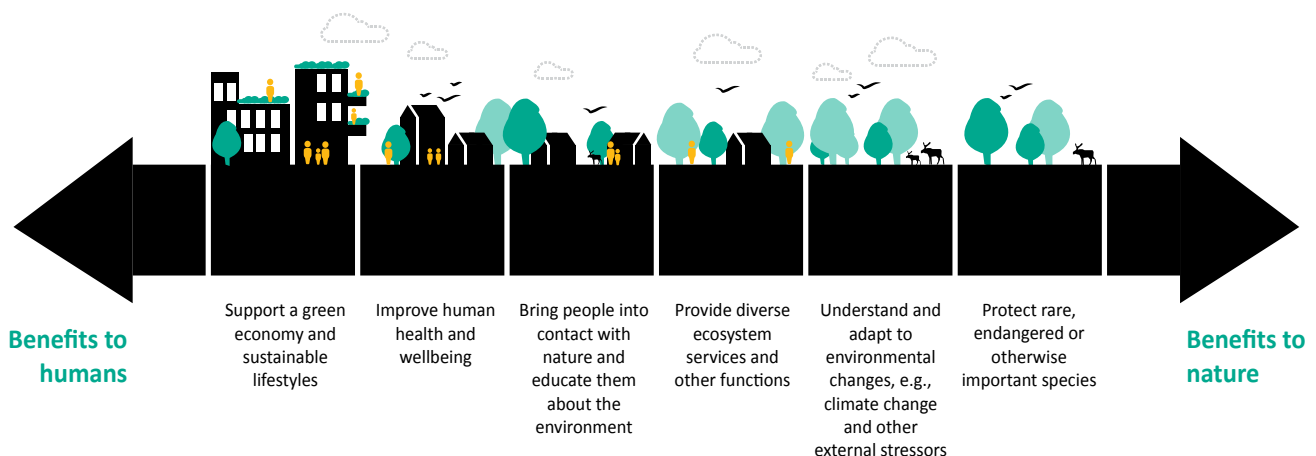 Benefits to
humans
Support a green
economy and
sustainable
lifestyles
Improve human
health and
wellbeing
Bring people into
contact with
nature and
educate them
about the
environment
Provide diverse
ecosystem
services and
other functions
Understand and
adapt to
environmental
changes, e.g.,
climate change
and other
external stressors
Protect rare,
endangered or
otherwise
important species
Benefits to
nature